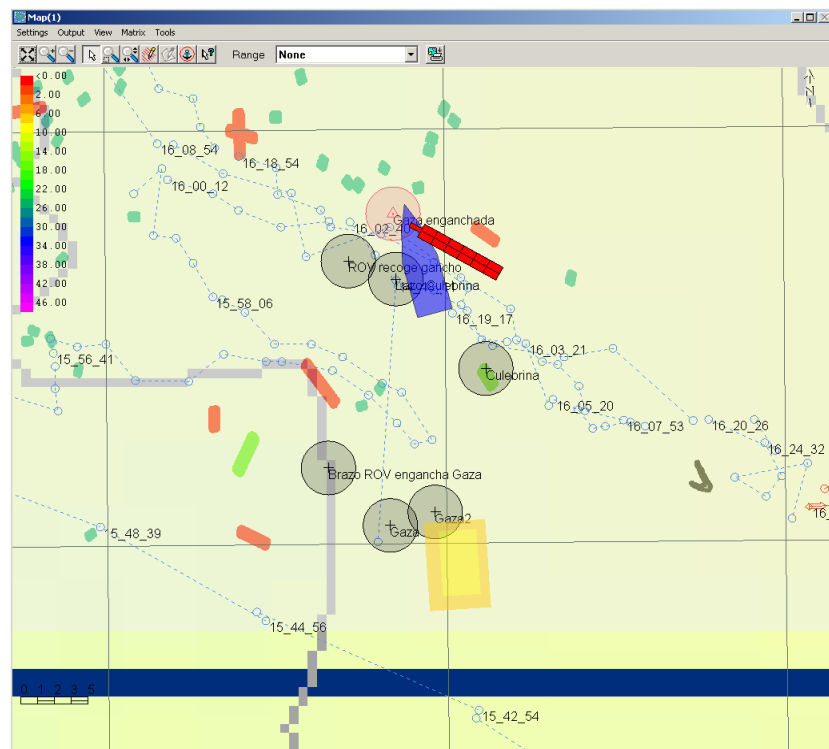 Map(1)
Settings Output View Matrix Tools
Range None
<0.00
2.00
6.00
10.00
14.00
18.00
22.00
26.00
30.00
34.00
38.00
42.00
46.00
16_08_54
16_18_54
16_00_12
Gaza enganchada
ROV recoge gancho
Lazo Culebrina
15_58_06
16_19_17
16_03_21
15_56_41
Culebrina
16_05_20
16_07_53
16_20_26
16_24_32
Brazo ROV engancha Gaza
Gaza
Gaza2
5_48_39
15_44_56
0 1 2 3 4 5
15_42_54